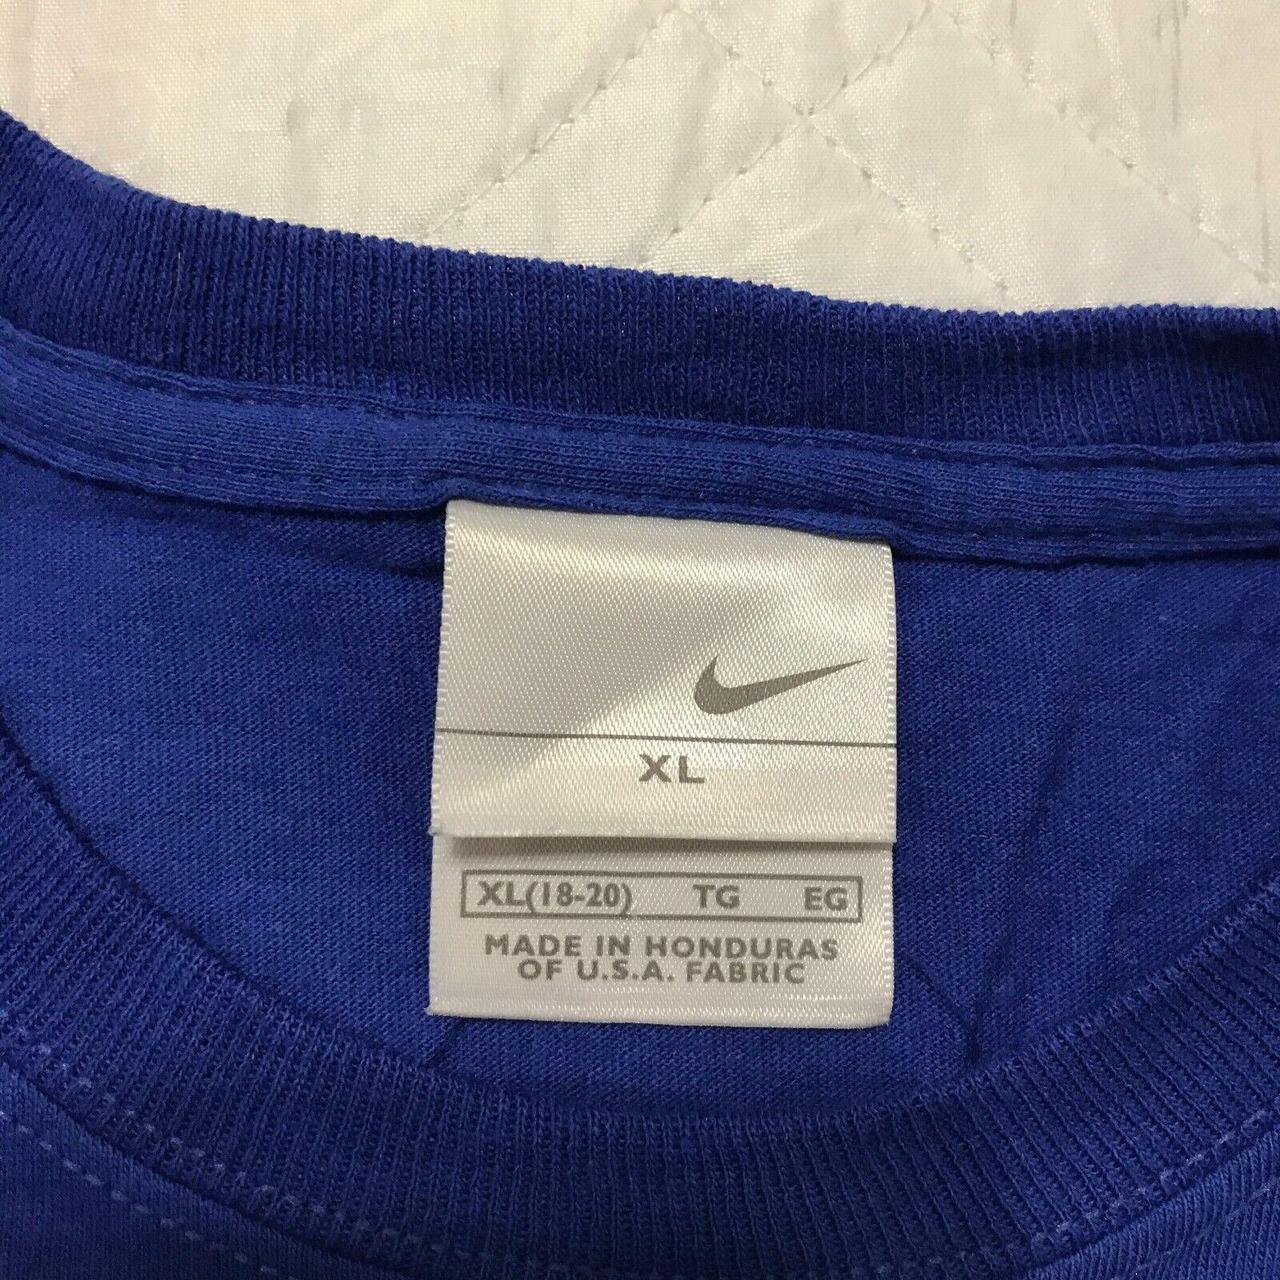 XL
XL(18-20) TG EG
MADE IN HONDURAS
OF U.S.A. FABRIC